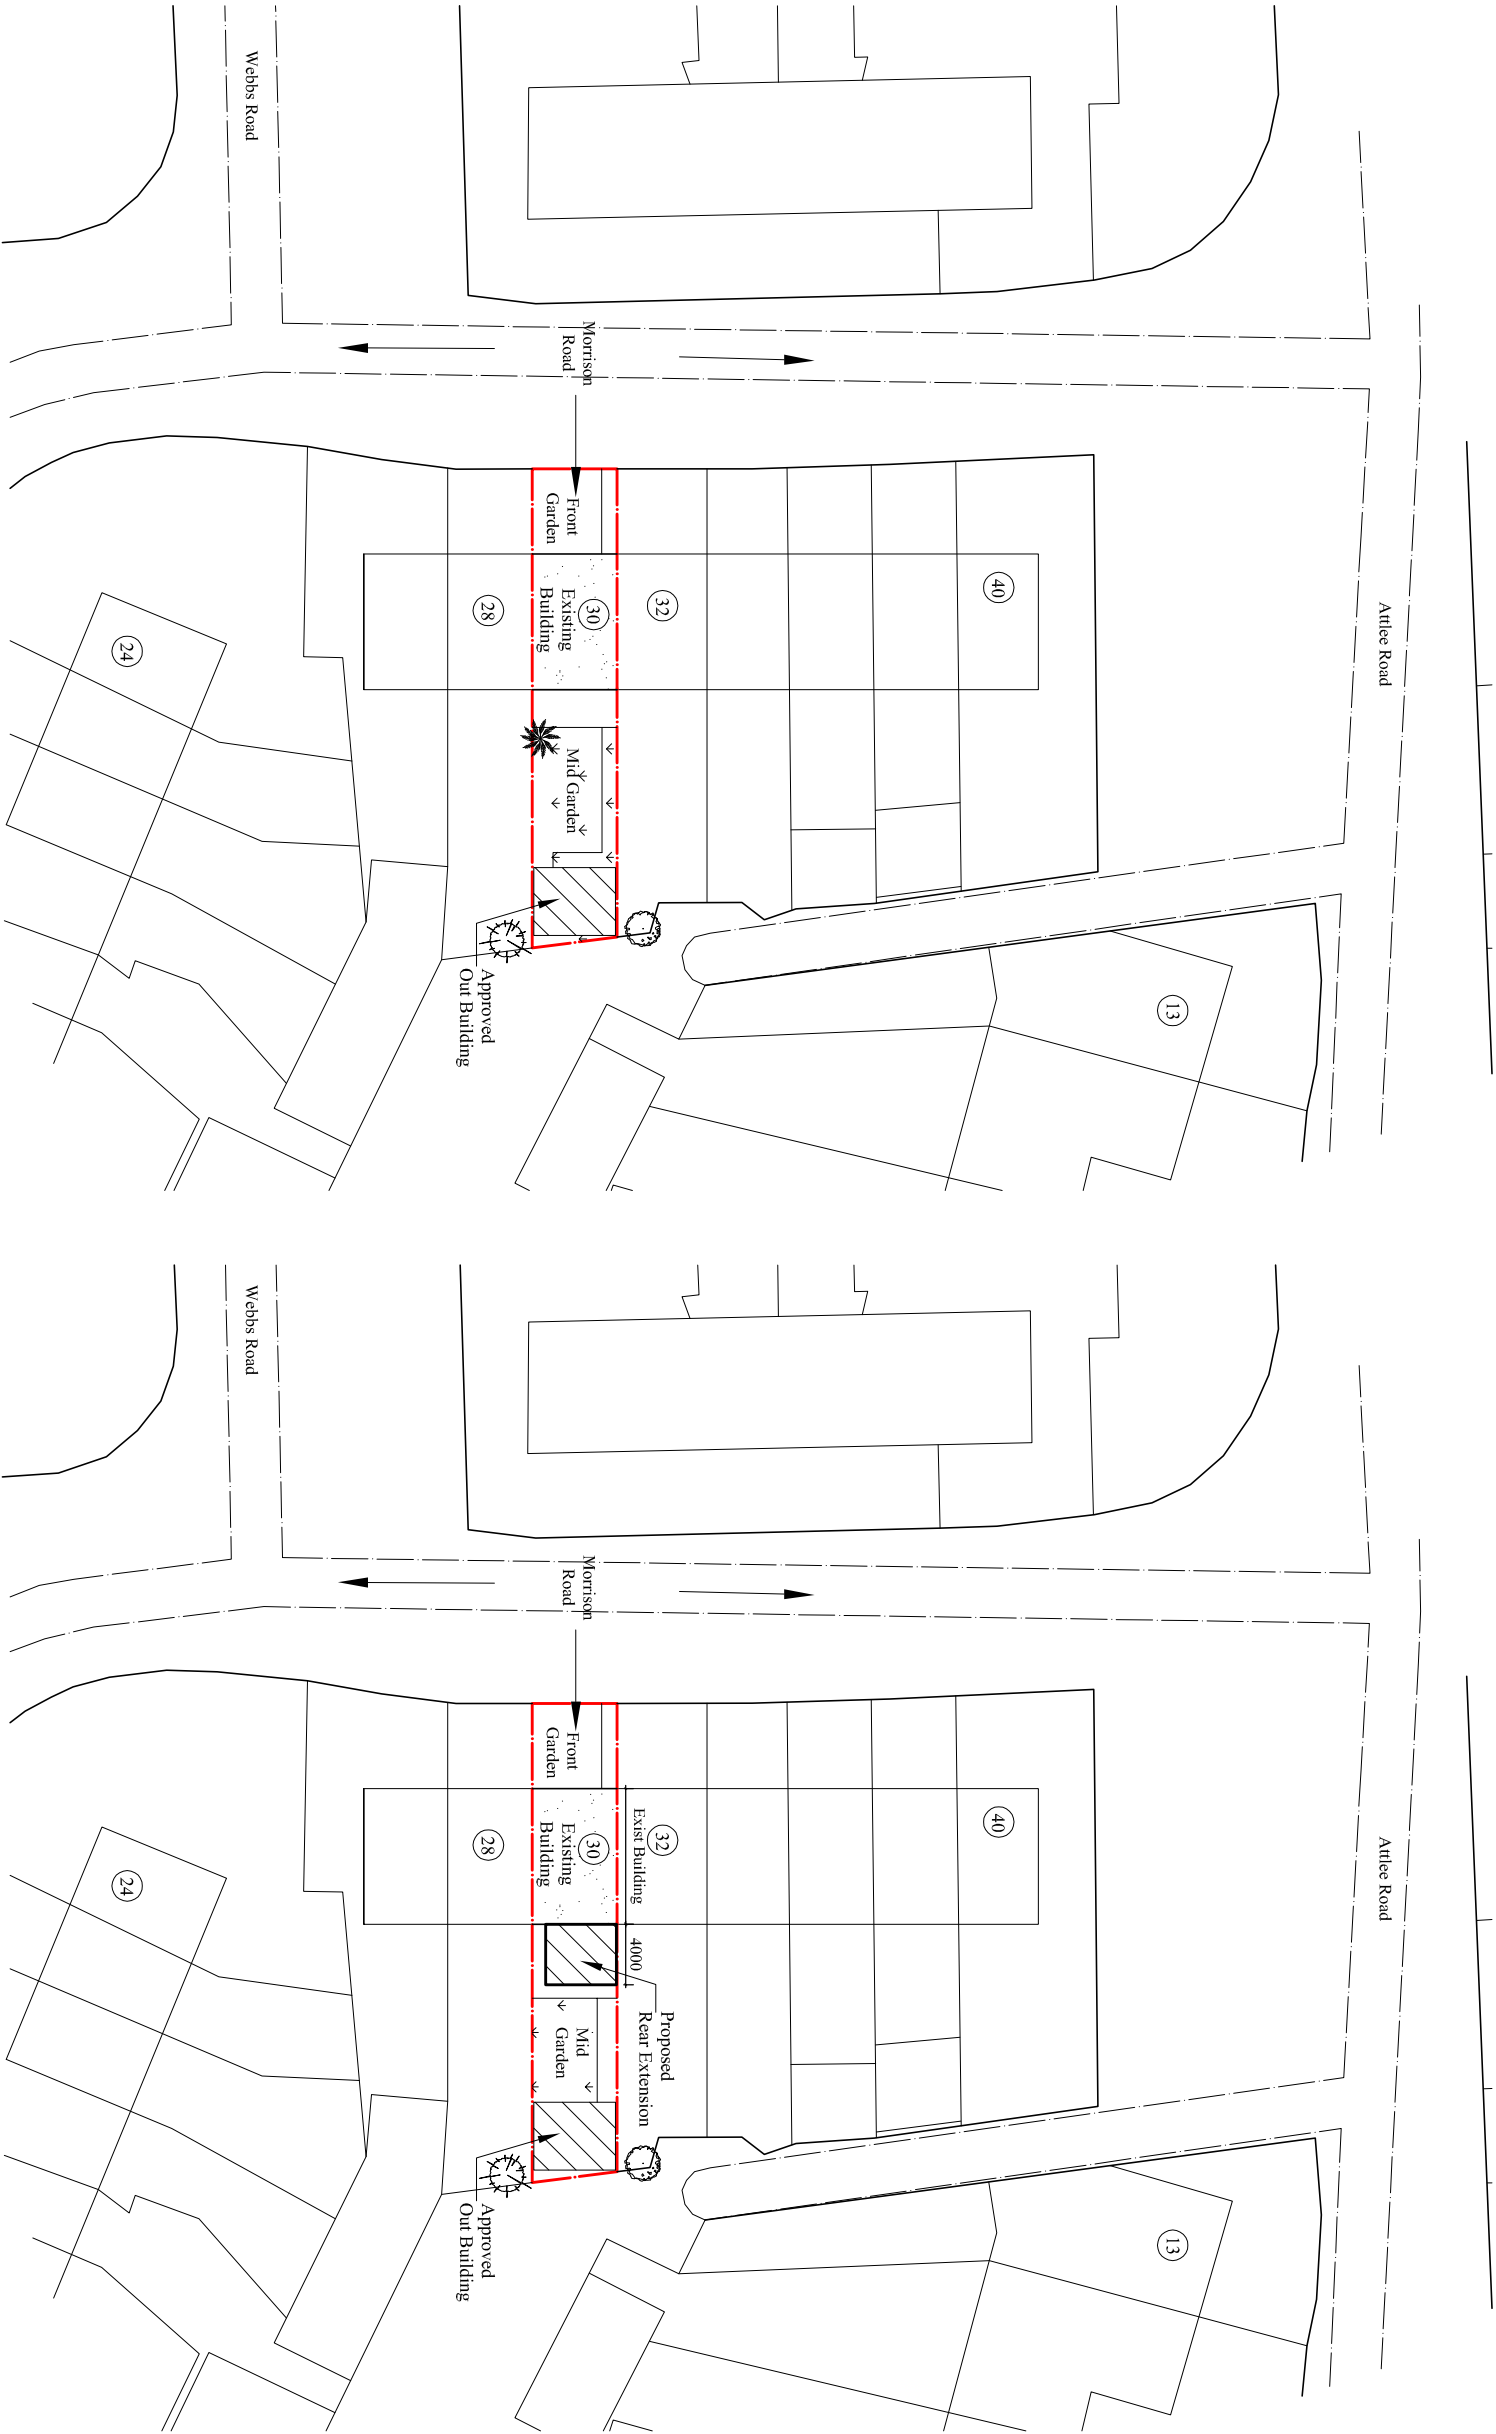 Webbs Road
Morrison
Road
Attlee Road
Front
Garden
Existing
Building
30
28
32
40
24
Mid Garden
Approved
Out Building
13
Webbs Road
Morrison
Road
Attlee Road
Front
Garden
Existing
Building
30
28
32
40
24
Exist Building
4000
Proposed
Rear Extension
Mid
Garden
Approved
Out Building
13